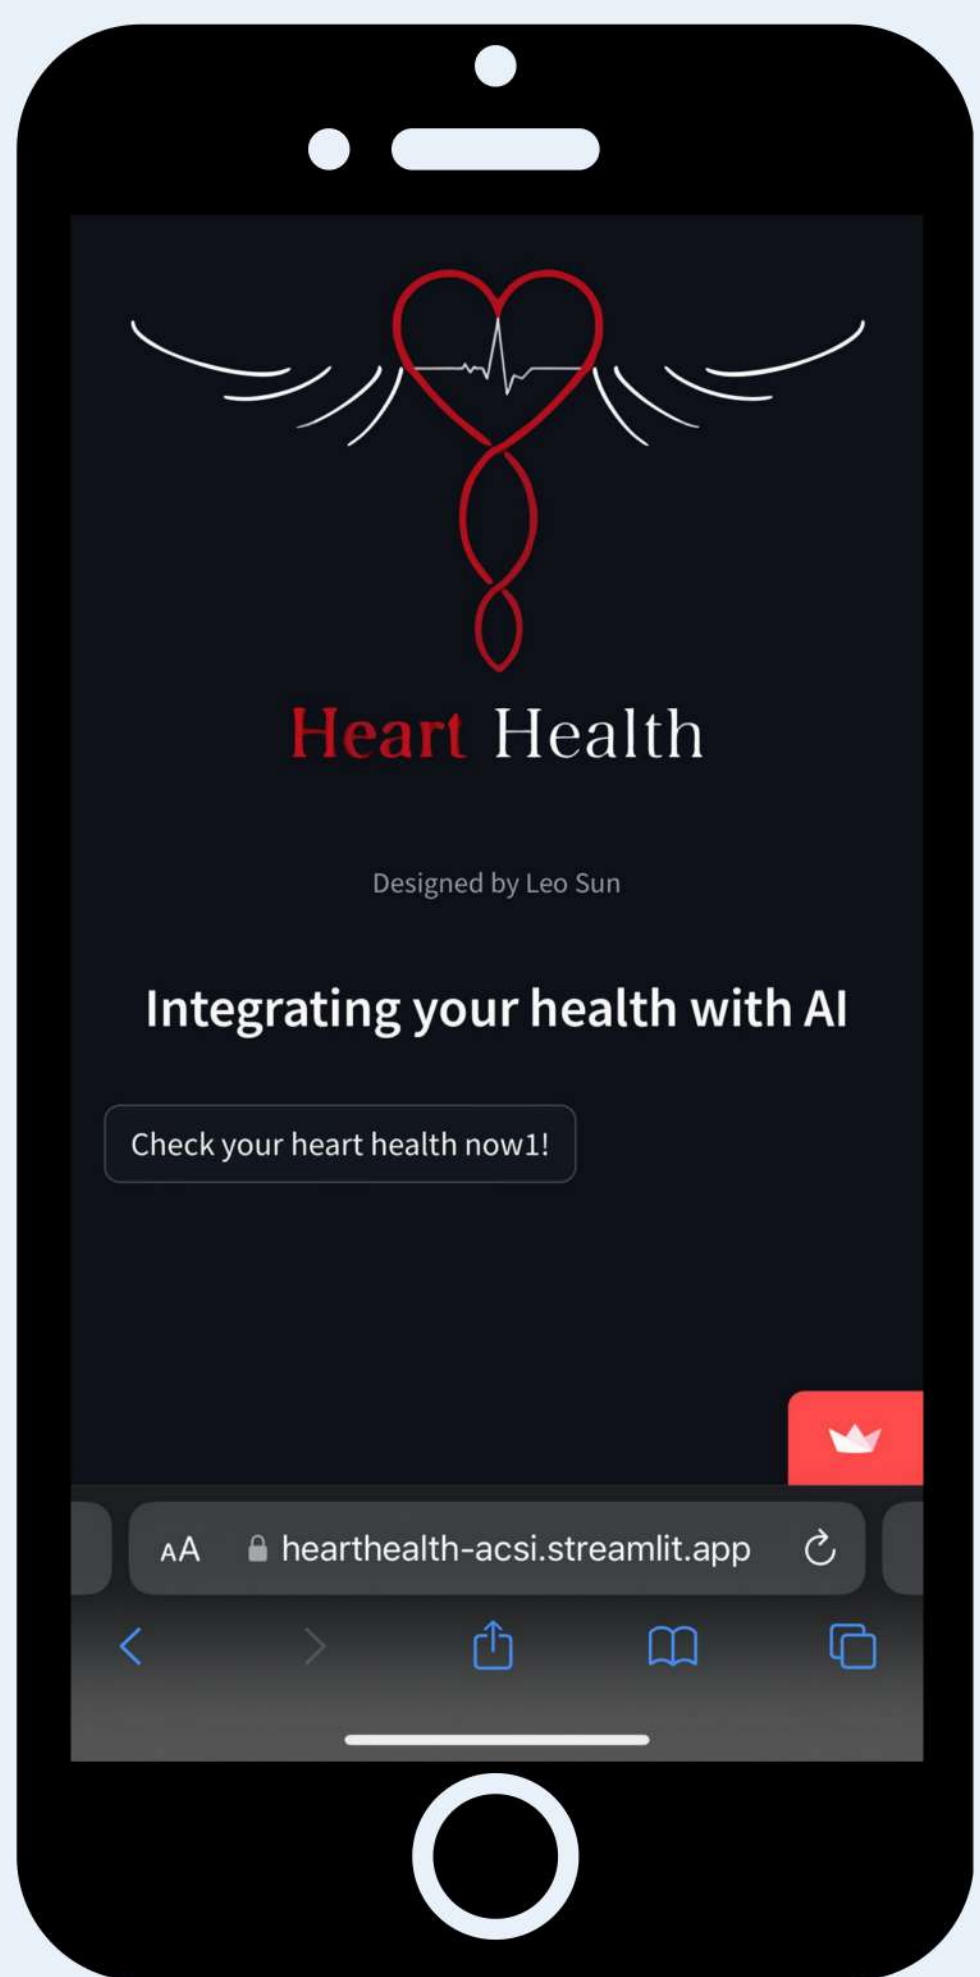 Heart Health
Designed by Leo Sun
Integrating your health with AI
Check your heart health now1!
AA hearthealth-acsi.streamlit.app